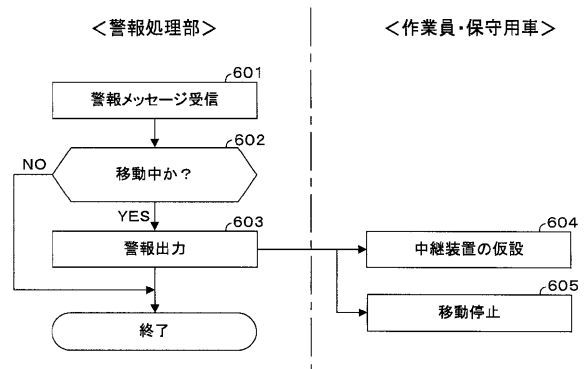 ＜警報処理部＞
＜作業員・保守用車＞
601
警報メッセージ受信
602
移動中か？
NO
YES
603
警報出力
604
中継装置の仮設
605
移動停止
終了